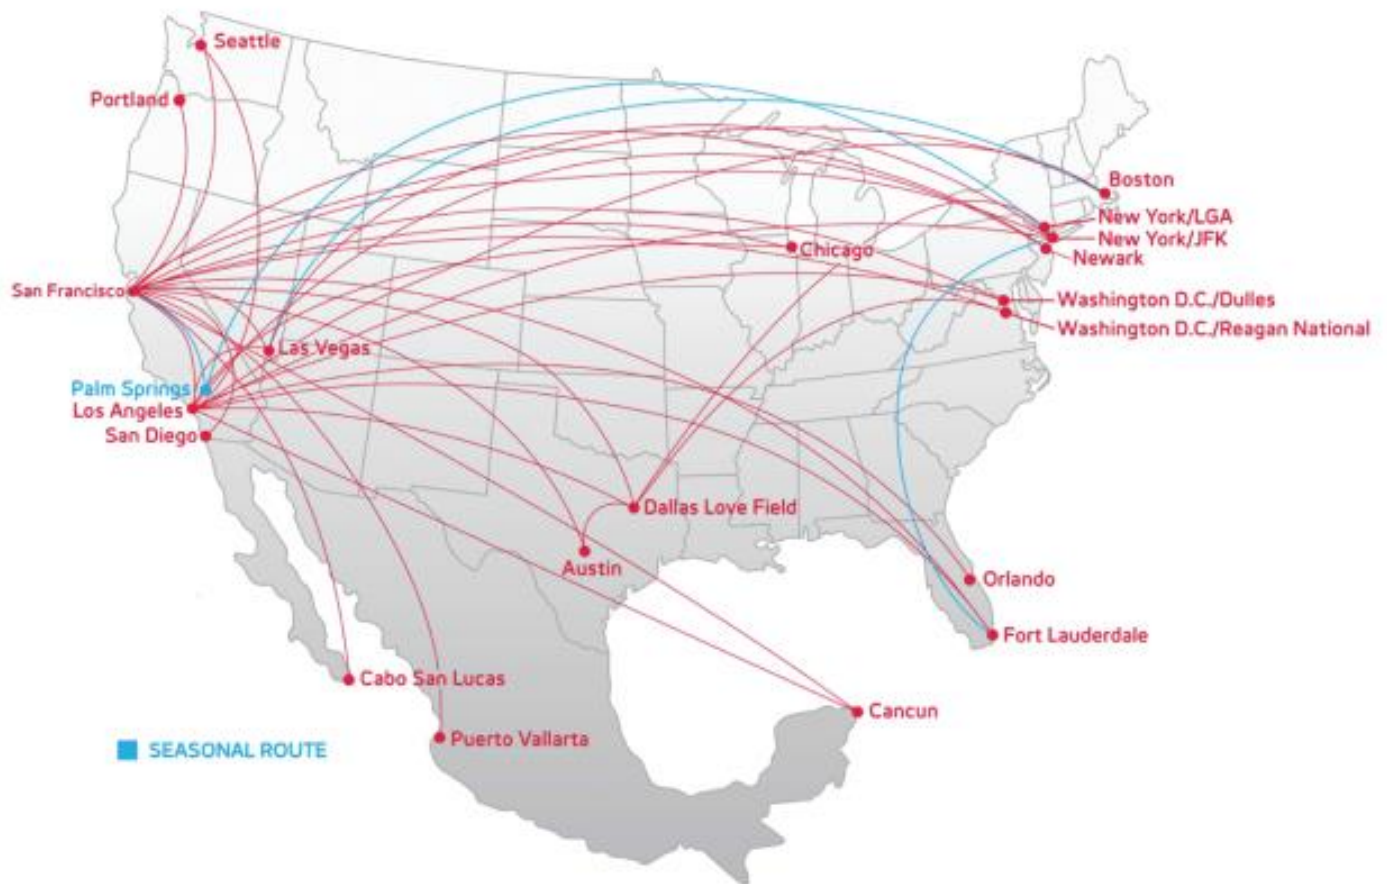 Seattle
Portland
Boston
New York/LGA
New York/JFK
Chicago
Newark
San Francisco
Washington D.C./Dulles
Washington D.C./Reagan National
Las Vegas
Palm Springs
Los Angeles
San Diego
Dallas Love Field
Austin
Orlando
Fort Lauderdale
Cabo San Lucas
Cancun
Puerto Vallarta
SEASONAL ROUTE